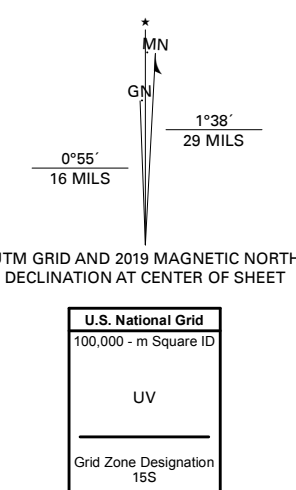 ★
MN
GN
1°38´
29 MILS
0°55´
16 MILS
UTM GRID AND 2019 MAGNETIC NORTH
DECLINATION AT CENTER OF SHEET
U.S. National Grid
100,000 - m Square ID
UV
Grid Zone Designation
15S